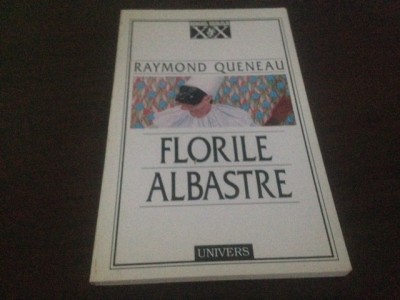 XX
RAYMOND QUENEAU
FLORILE
ALBASTRE
UNIVERS